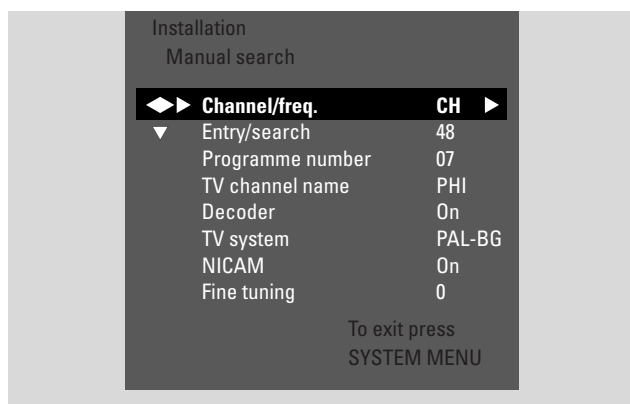 Installation
Manual search
Channel/freq. CH
Entry/search 48
Programme number 07
TV channel name PHI
Decoder On
TV system PAL-BG
NICAM On
Fine tuning 0
To exit press
SYSTEM MENU